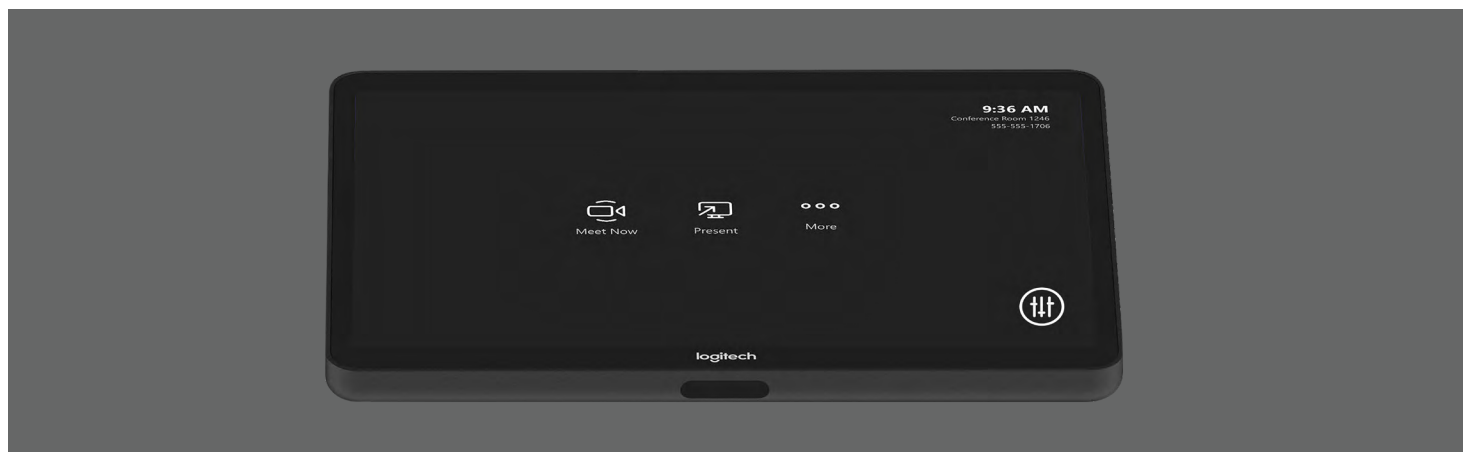 9:36 AM
Conference Room 1246
555-555-1706
Meet Now
Present
More
logitech